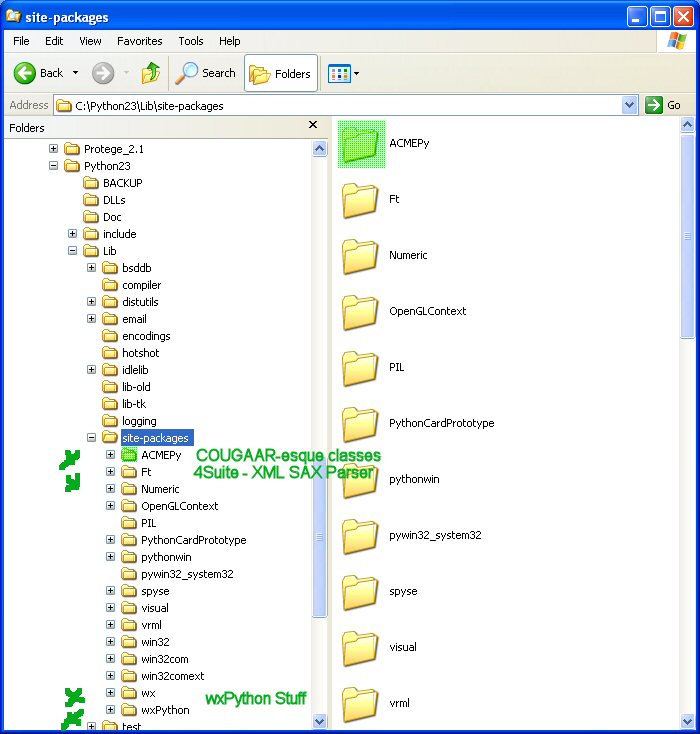 site-packages
File Edit View Favorites Tools Help
Back Search Folders
Address C:\Python23\Lib\site-packages Go
Folders
Protege_2.1
Python23
BACKUP
DLLs
Doc
include
Lib
bsddb
compiler
distutils
email
encodings
hotshot
idlelib
lib-old
lib-tk
logging
site-packages
ACMEPy COUGAAR-esque classes
Ft 4Suite - XML SAX Parser
Numeric
OpenGLContext
PIL
PythonCardPrototype
pythonwin
pywin32_system32
spyse
visual
vrml
win32
win32com
win32comext
wx wxPython Stuff
wxPython
test
ACMEPy
Ft
Numeric
OpenGLContext
PIL
PythonCardPrototype
pythonwin
pywin32_system32
spyse
visual
vrml